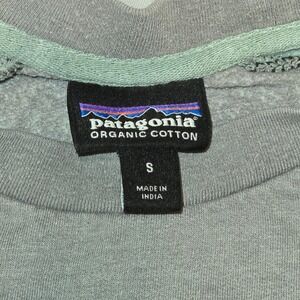 patagonia
ORGANIC COTTON
S
MADE IN
INDIA